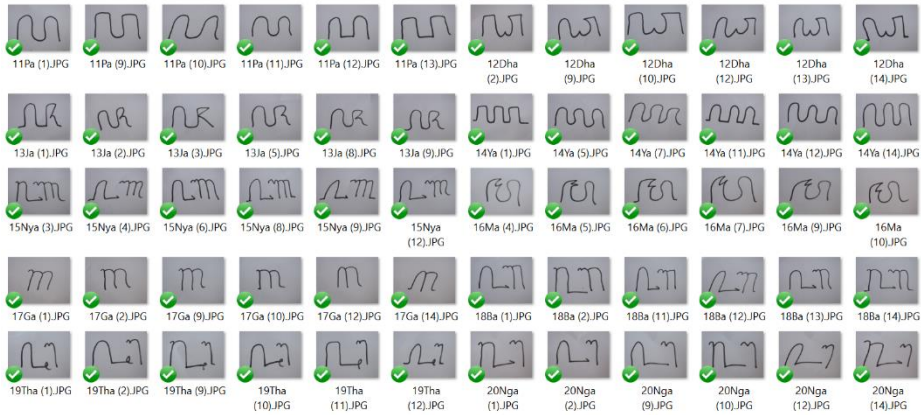 ꦥ ꦥ ꦥ ꦥ ꦥ ꦥ ꦝ ꦝ ꦝ ꦝ ꦝ ꦝ
11Pa (1).JPG 11Pa (9).JPG 11Pa (10).JPG 11Pa (11).JPG 11Pa (12).JPG 11Pa (13).JPG 12Dha (2).JPG 12Dha (9).JPG 12Dha (10).JPG 12Dha (12).JPG 12Dha (13).JPG 12Dha (14).JPG
ꦗ ꦗ ꦗ ꦗ ꦗ ꦗ ꦪ ꦪ ꦪ ꦪ ꦪ ꦪ
13Ja (1).JPG 13Ja (2).JPG 13Ja (3).JPG 13Ja (5).JPG 13Ja (8).JPG 13Ja (9).JPG 14Ya (1).JPG 14Ya (5).JPG 14Ya (7).JPG 14Ya (11).JPG 14Ya (12).JPG 14Ya (14).JPG
ꦚ ꦚ ꦚ ꦚ ꦚ ꦚ ꦩ ꦩ ꦩ ꦩ ꦩ ꦩ
15Nya (3).JPG 15Nya (4).JPG 15Nya (6).JPG 15Nya (8).JPG 15Nya (9).JPG 15Nya (12).JPG 16Ma (4).JPG 16Ma (5).JPG 16Ma (6).JPG 16Ma (7).JPG 16Ma (9).JPG 16Ma (10).JPG
ꦒ ꦒ ꦒ ꦒ ꦒ ꦒ ꦧ ꦧ ꦧ ꦧ ꦧ ꦧ
17Ga (1).JPG 17Ga (2).JPG 17Ga (9).JPG 17Ga (10).JPG 17Ga (12).JPG 17Ga (14).JPG 18Ba (1).JPG 18Ba (2).JPG 18Ba (11).JPG 18Ba (12).JPG 18Ba (13).JPG 18Ba (14).JPG
ꦛ ꦛ ꦛ ꦛ ꦛ ꦛ ꦔ ꦔ ꦔ ꦔ ꦔ ꦔ
19Tha (1).JPG 19Tha (2).JPG 19Tha (9).JPG 19Tha (10).JPG 19Tha (11).JPG 19Tha (12).JPG 20Nga (1).JPG 20Nga (2).JPG 20Nga (9).JPG 20Nga (10).JPG 20Nga (12).JPG 20Nga (14).JPG